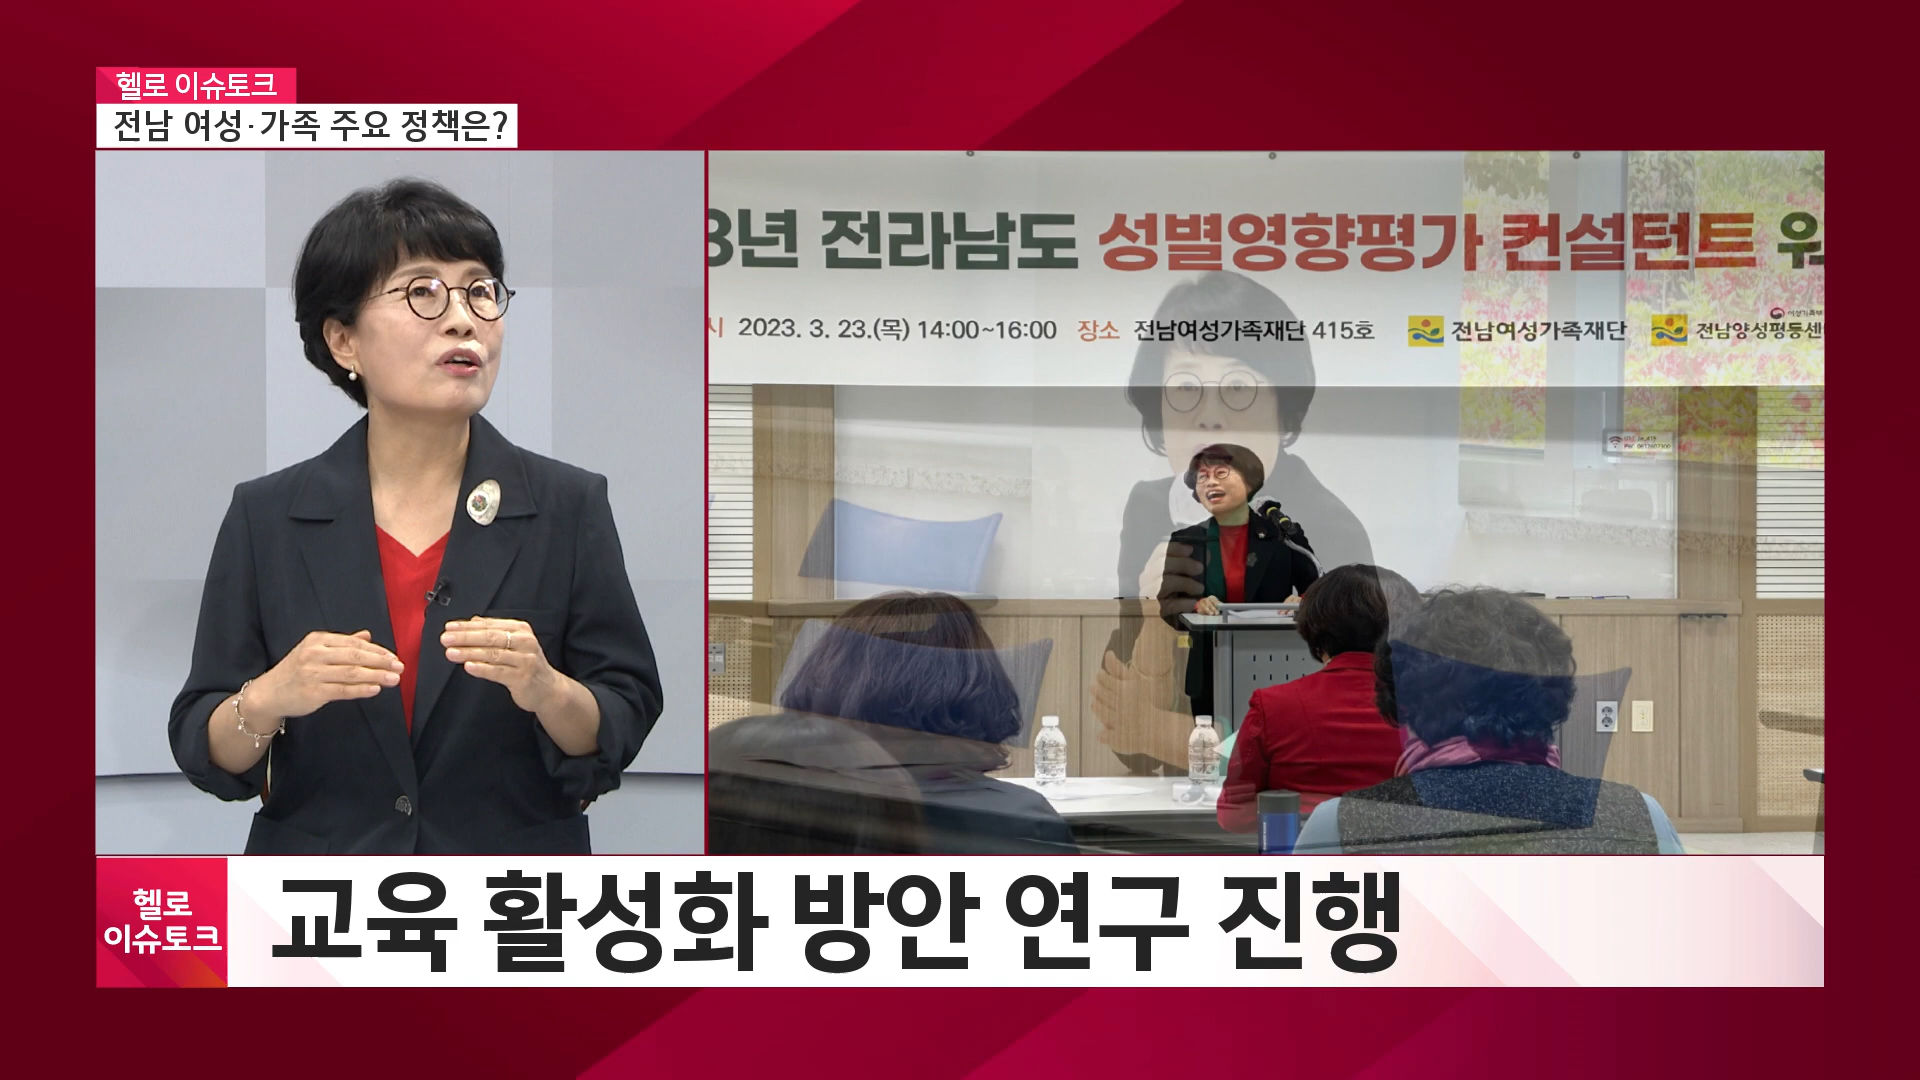 헬로 이슈토크
전남 여성·가족 주요 정책은?
3년 전라남도 성별영향평가 컨설턴트 워
시 2023. 3. 23.(목) 14:00~16:00 장소 전남여성가족재단 415호 전남여성가족재단 전남양성평등센
헬로
이슈토크
교육 활성화 방안 연구 진행